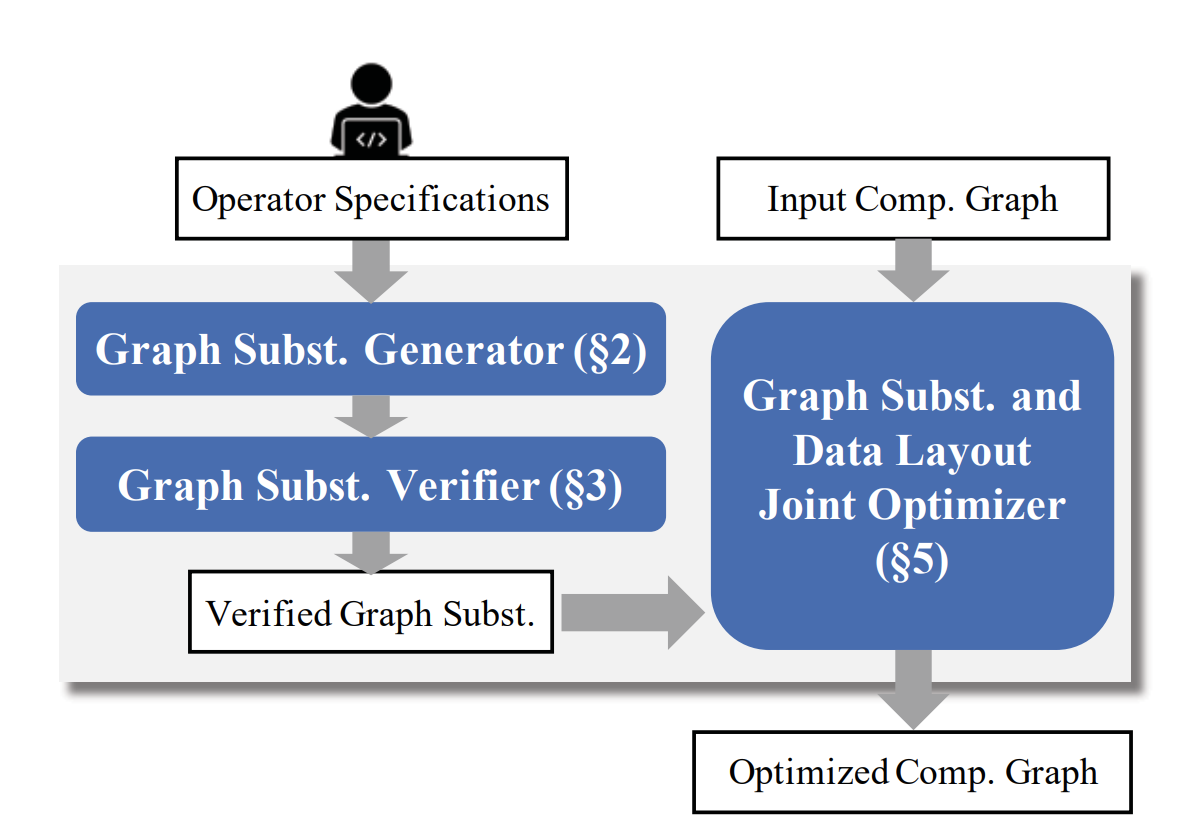 </>
Operator Specifications
Input Comp. Graph
Graph Subst. Generator (§2)
Graph Subst. Verifier (§3)
Verified Graph Subst.
Graph Subst. and
Data Layout
Joint Optimizer
(§5)
Optimized Comp. Graph